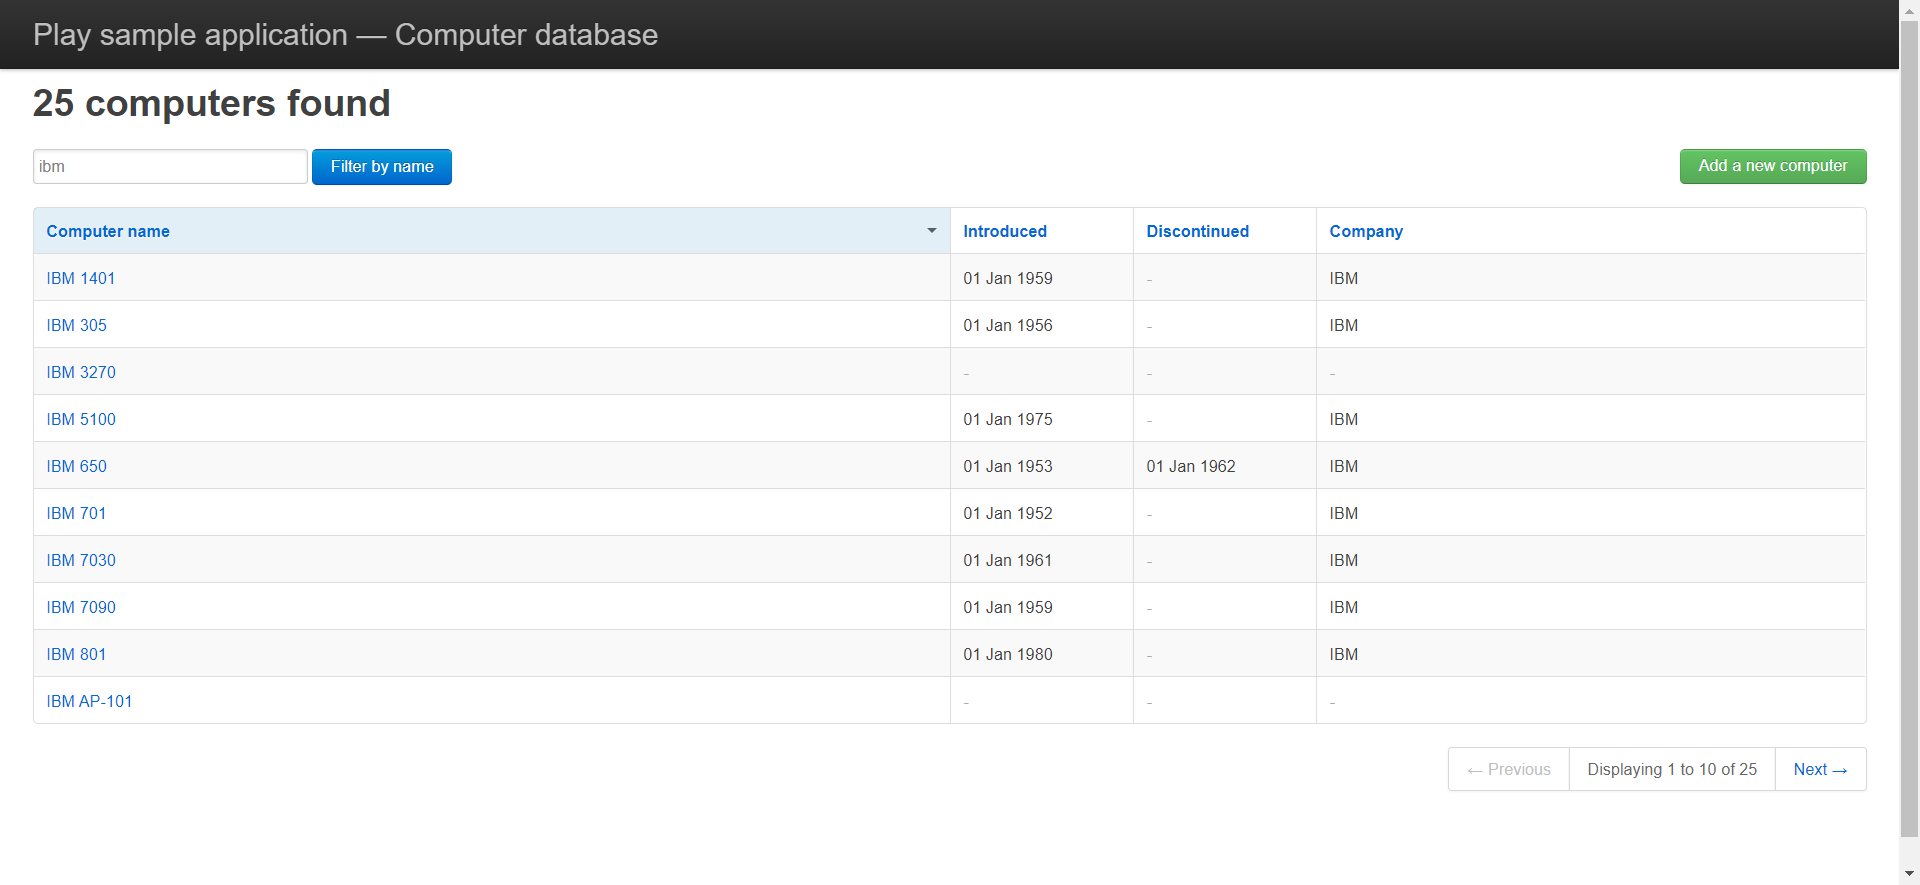 Play sample application — Computer database
25 computers found
ibm Filter by name Add a new computer
Computer name Introduced Discontinued Company
IBM 1401 01 Jan 1959 - IBM
IBM 305 01 Jan 1956 - IBM
IBM 3270 - - -
IBM 5100 01 Jan 1975 - IBM
IBM 650 01 Jan 1953 01 Jan 1962 IBM
IBM 701 01 Jan 1952 - IBM
IBM 7030 01 Jan 1961 - IBM
IBM 7090 01 Jan 1959 - IBM
IBM 801 01 Jan 1980 - IBM
IBM AP-101 - - -
← Previous Displaying 1 to 10 of 25 Next →